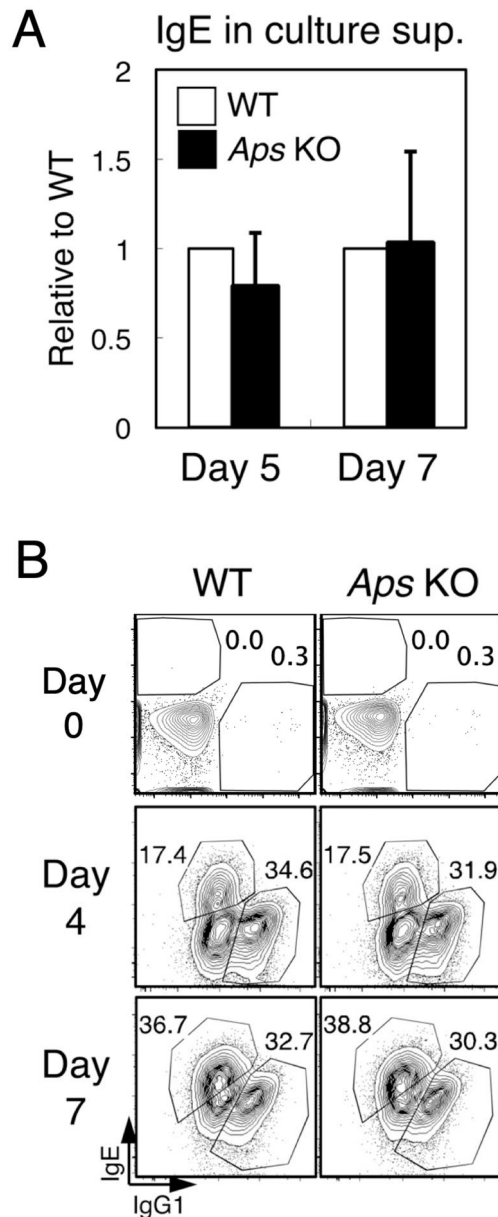 A
IgE in culture sup.
Relative to WT
2
1.5
1
0.5
0
WT
Aps KO
Day 5
Day 7
B
WT
Aps KO
Day
0
0.0
0.3
0.0
0.3
Day
4
17.4
34.6
17.5
31.9
Day
7
36.7
32.7
38.8
30.3
IgE
IgG1